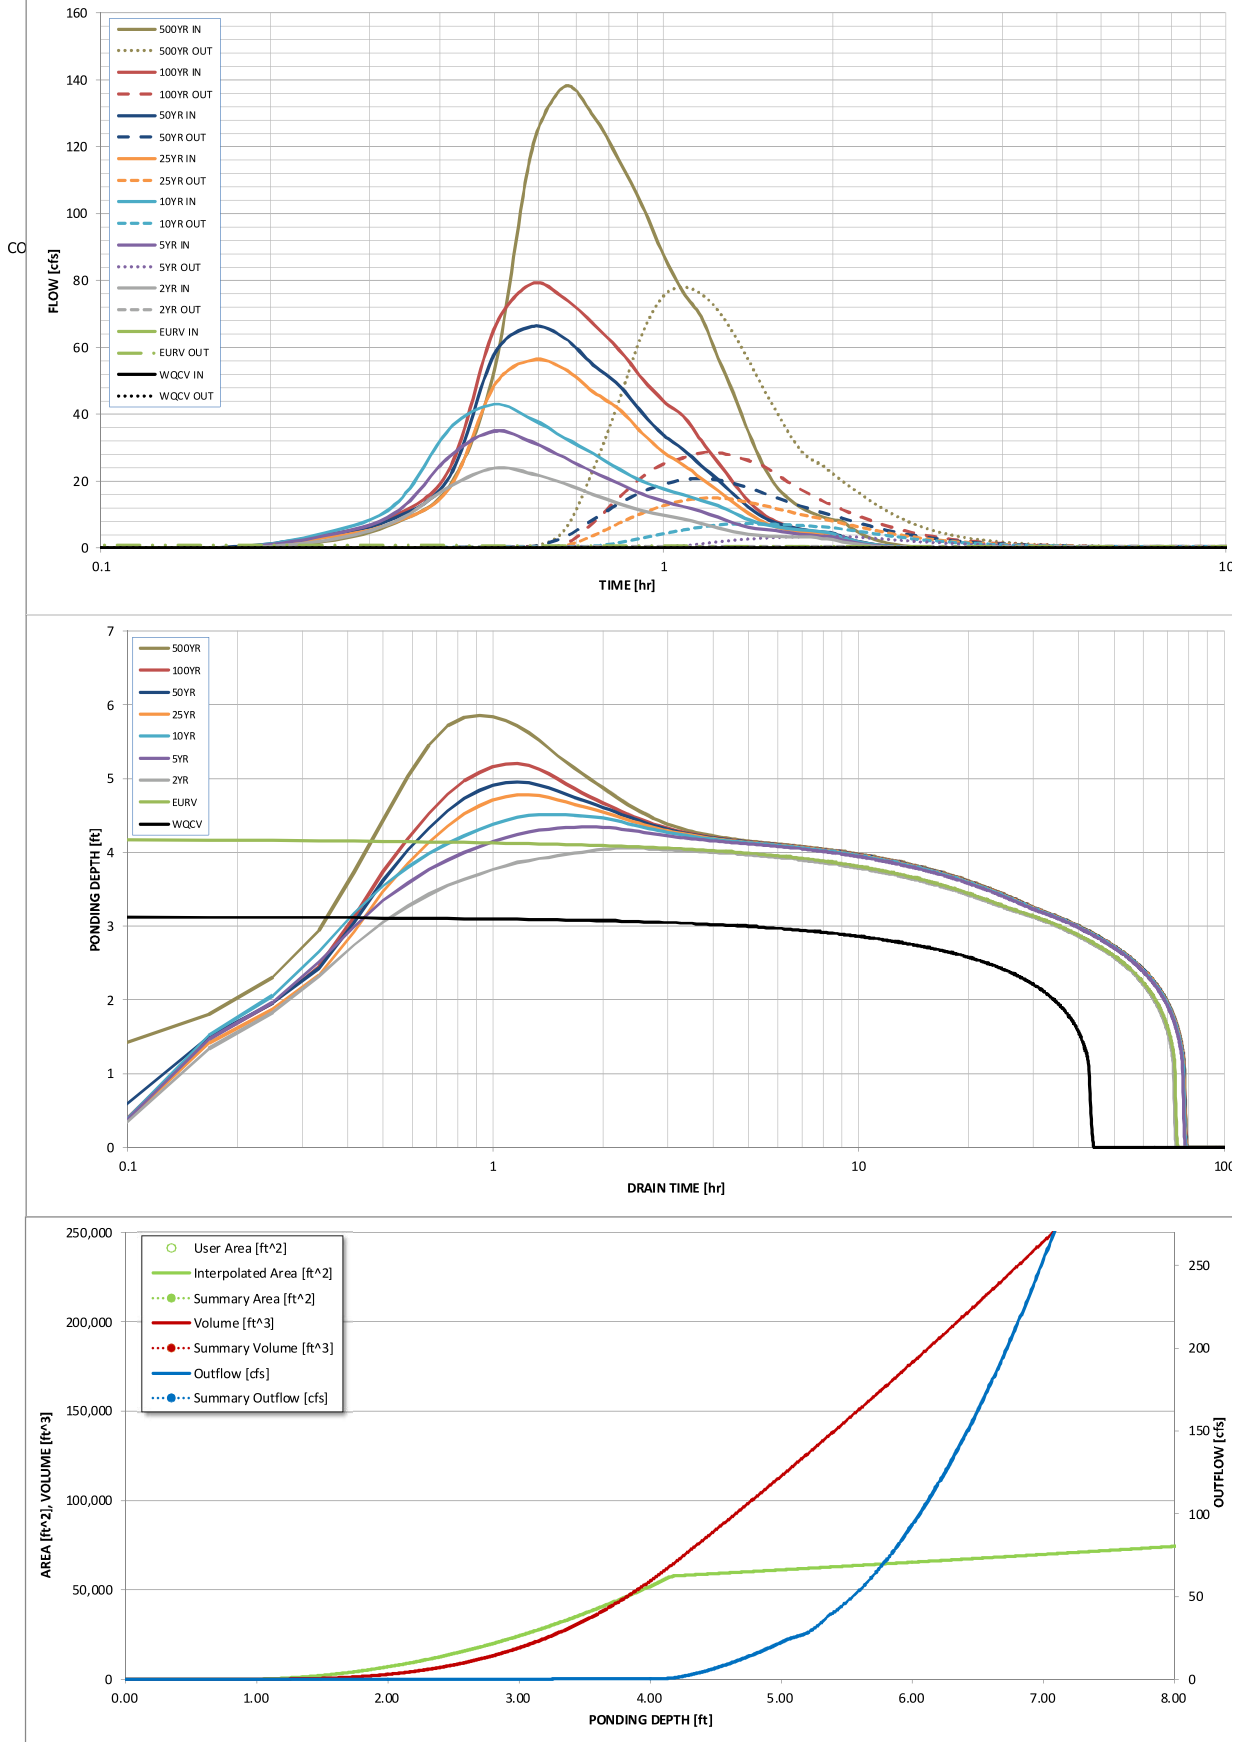 160
140
120
100
80
60
40
20
0
FLOW [cfs]
CO
500YR IN
500YR OUT
100YR IN
100YR OUT
50YR IN
50YR OUT
25YR IN
25YR OUT
10YR IN
10YR OUT
5YR IN
5YR OUT
2YR IN
2YR OUT
EURV IN
EURV OUT
WQCV IN
WQCV OUT
0.1
1
10
TIME [hr]
7
6
5
4
3
2
1
0
PONDING DEPTH [ft]
500YR
100YR
50YR
25YR
10YR
5YR
2YR
EURV
WQCV
0.1
1
10
100
DRAIN TIME [hr]
250,000
200,000
150,000
100,000
50,000
0
AREA [ft^2], VOLUME [ft^3]
User Area [ft^2]
Interpolated Area [ft^2]
Summary Area [ft^2]
Volume [ft^3]
Summary Volume [ft^3]
Outflow [cfs]
Summary Outflow [cfs]
250
200
150
100
50
0
OUTFLOW [cfs]
0.00
1.00
2.00
3.00
4.00
5.00
6.00
7.00
8.00
PONDING DEPTH [ft]